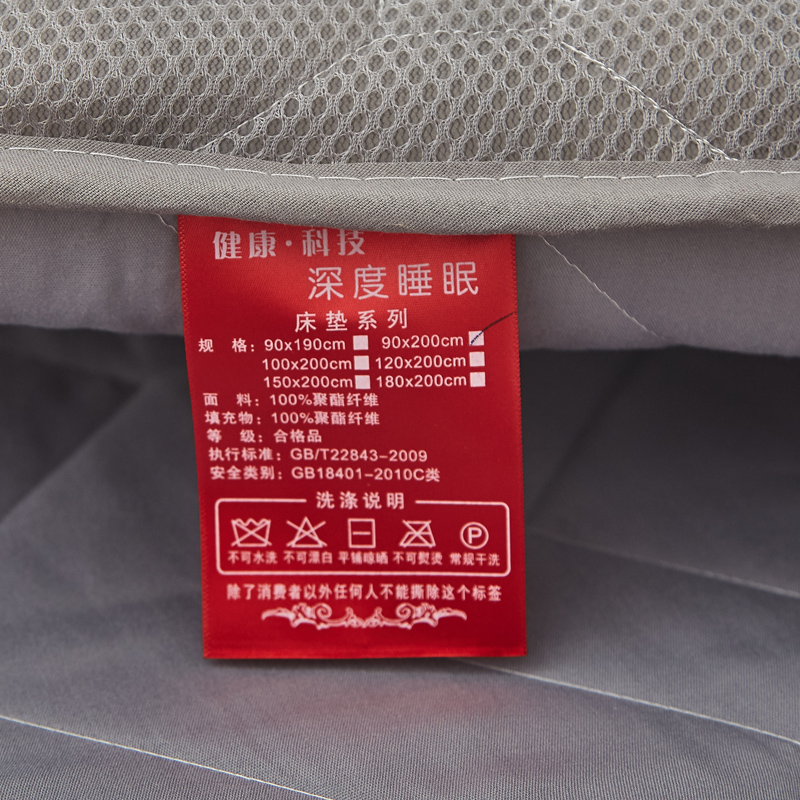 健康·科技
深度睡眠
床垫系列
规 格：90x190cm 90x200cm
100x200cm 120x200cm
150x200cm 180x200cm
面 料：100%聚酯纤维
填充物：100%聚酯纤维
等 级：合格品
执行标准：GB/T22843-2009
安全类别：GB18401-2010C类
洗涤说明
P
不可水洗 不可漂白 平铺晾晒 不可熨烫 常规干洗
除了消费者以外任何人不能撕除这个标签